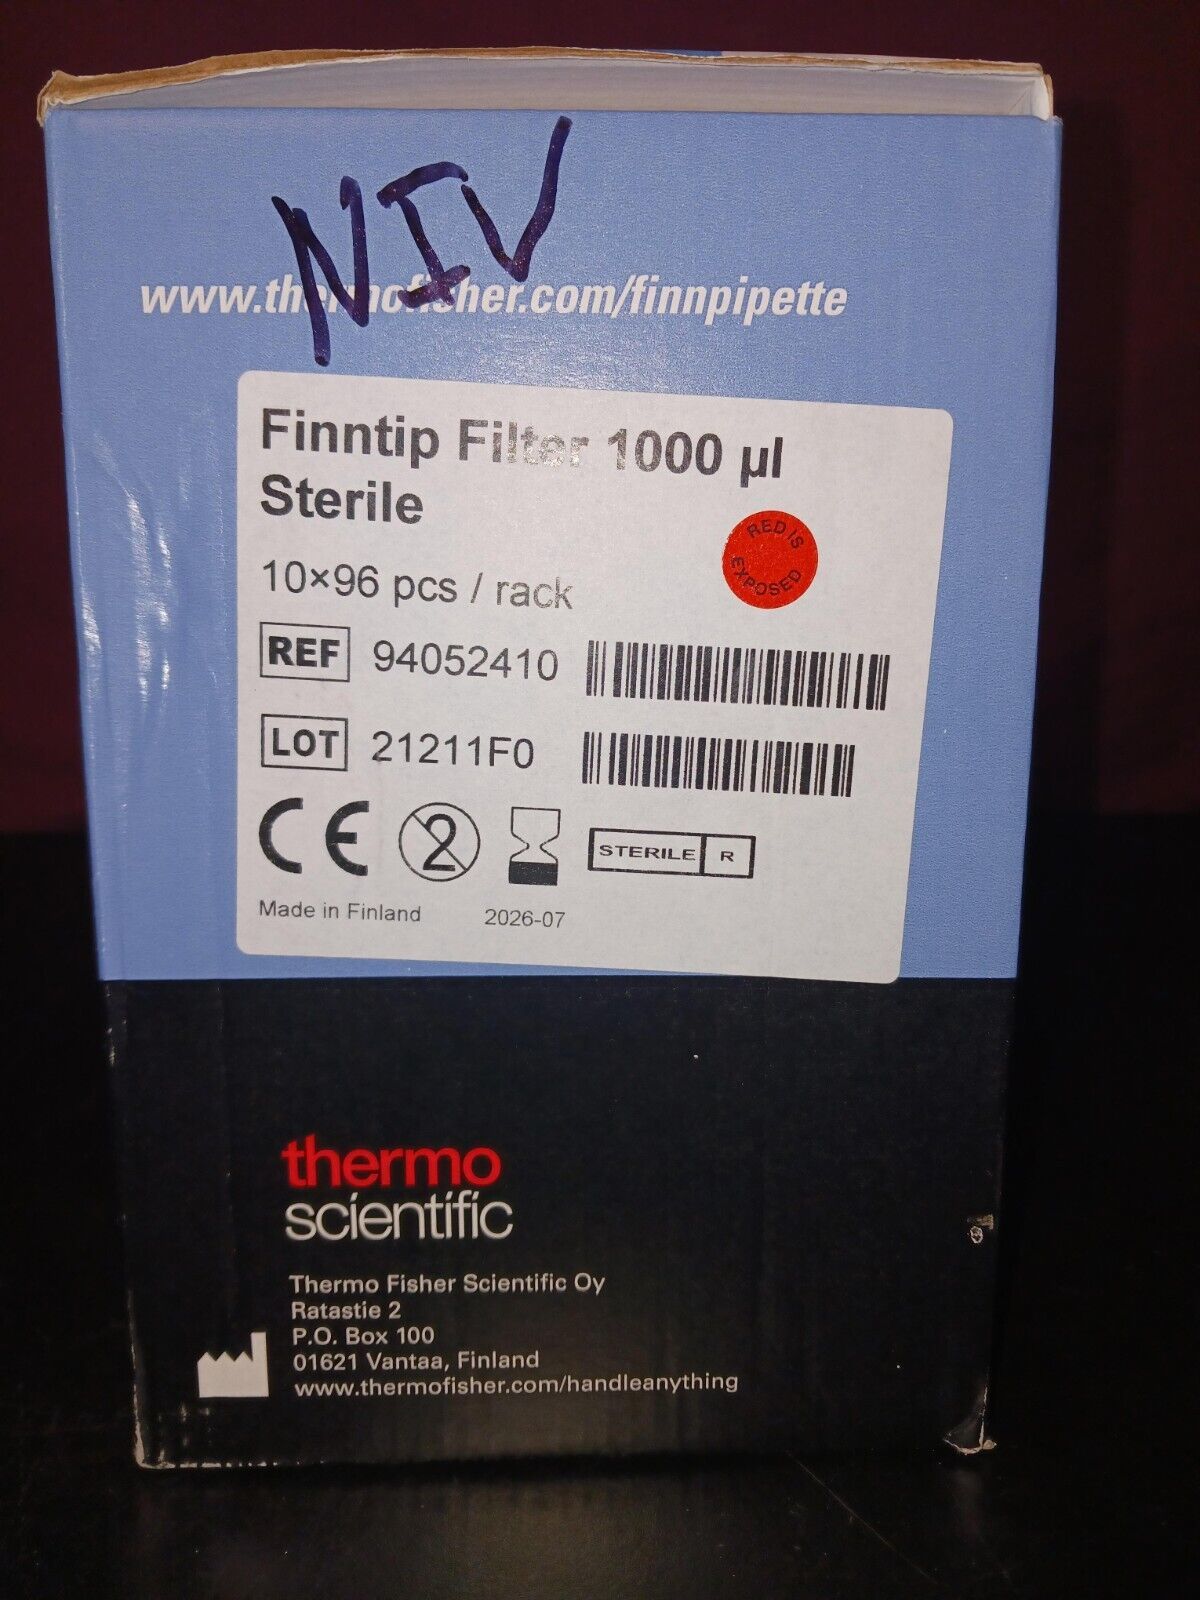 NIV
www.thermofisher.com/finnpipette
Finntip Filter 1000 µl
Sterile
RED IS
EXPOSED
10×96 pcs / rack
REF 94052410
LOT 21211F0
CE 2 STERILE R
Made in Finland 2026-07
thermo
scientific
Thermo Fisher Scientific Oy
Ratastie 2
P.O. Box 100
01621 Vantaa, Finland
www.thermofisher.com/handleanything